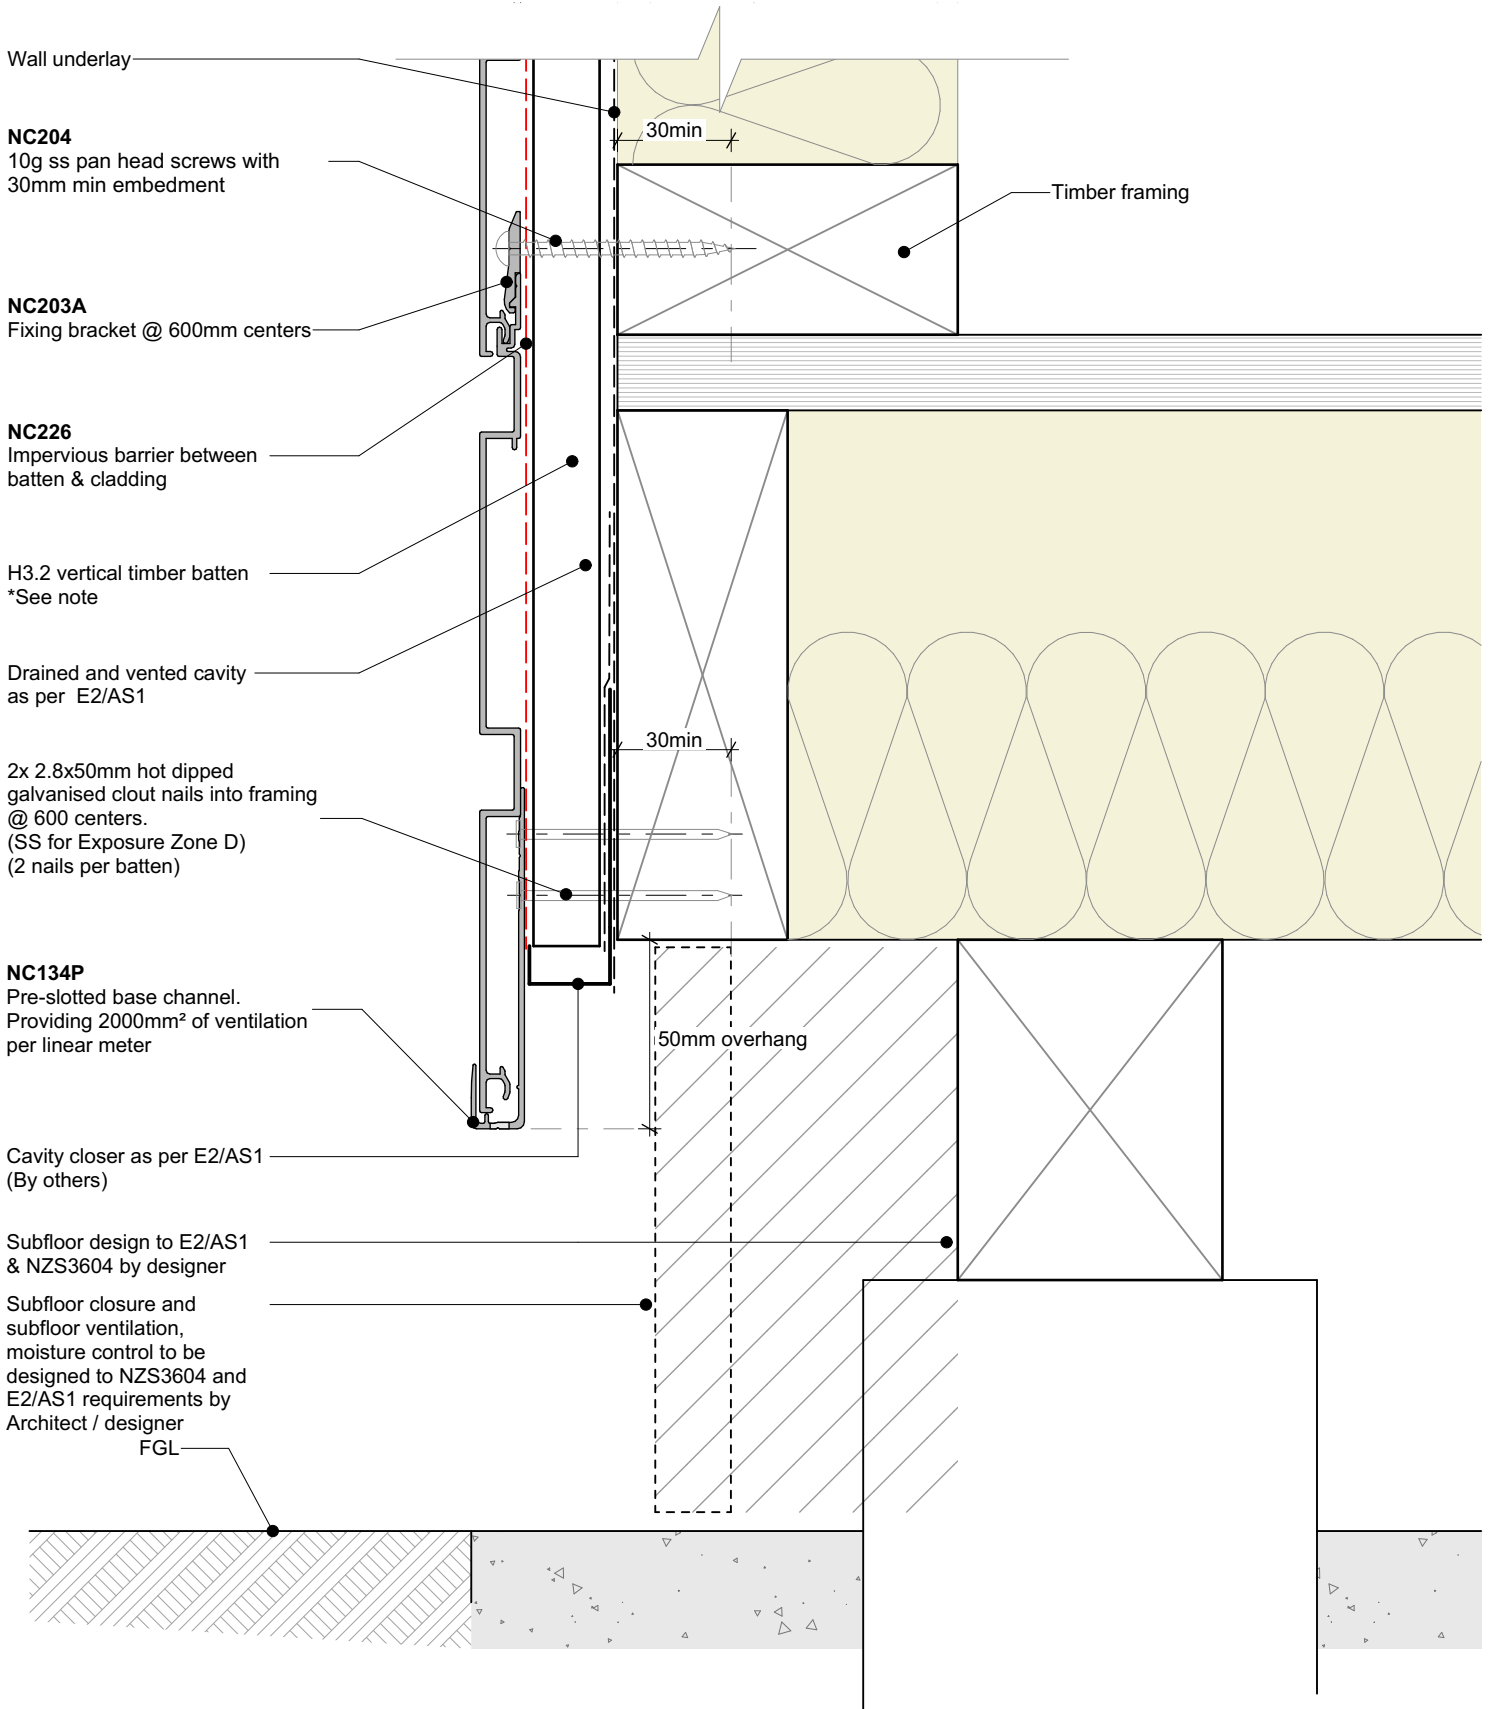 Wall underlay
NC204
10g ss pan head screws with
30mm min embedment
30min
Timber framing
NC203A
Fixing bracket @ 600mm centers
NC226
Impervious barrier between
batten & cladding
H3.2 vertical timber batten
*See note
Drained and vented cavity
as per E2/AS1
30min
2x 2.8x50mm hot dipped
galvanised clout nails into framing
@ 600 centers.
(SS for Exposure Zone D)
(2 nails per batten)
NC134P
Pre-slotted base channel.
Providing 2000mm² of ventilation
per linear meter
50mm overhang
Cavity closer as per E2/AS1
(By others)
Subfloor design to E2/AS1
& NZS3604 by designer
Subfloor closure and
subfloor ventilation,
moisture control to be
designed to NZS3604 and
E2/AS1 requirements by
Architect / designer
FGL